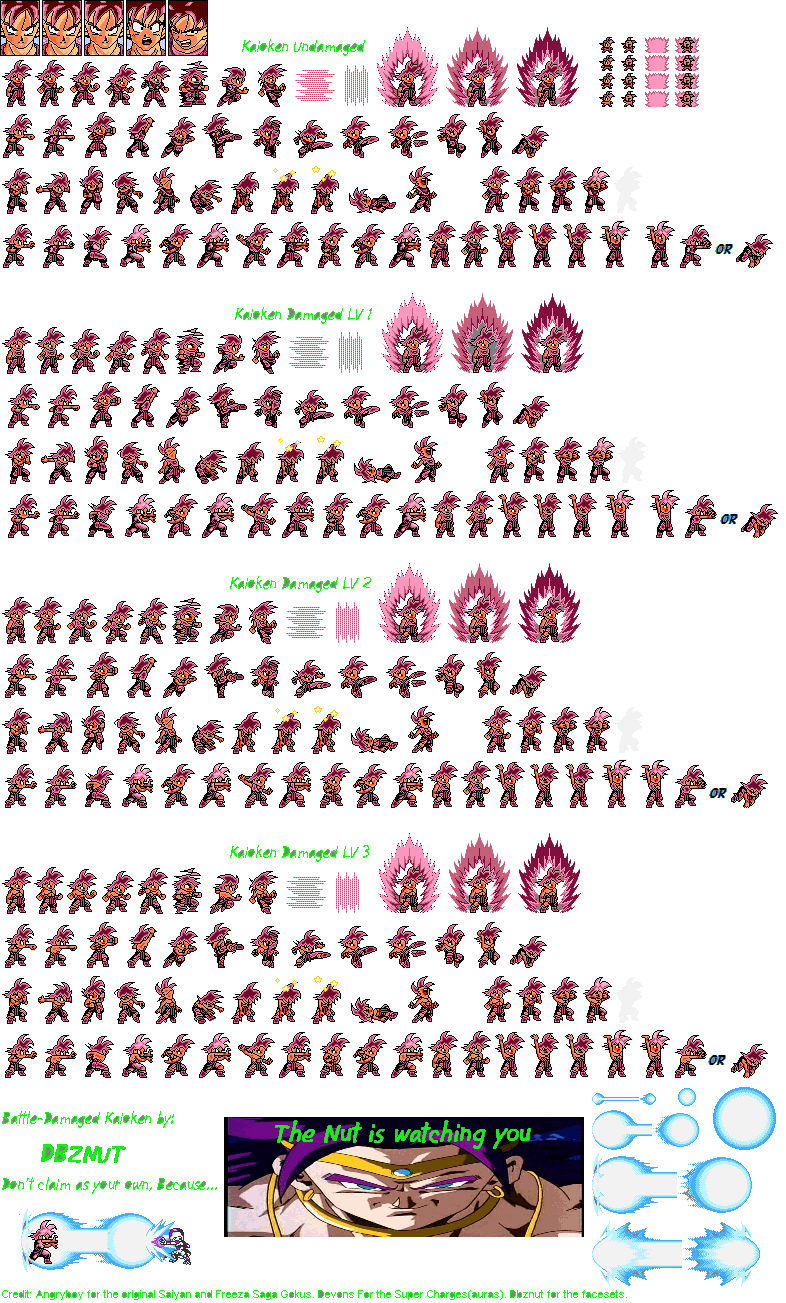 Kaioken Undamaged
OR
Kaioken Damaged LV 1
OR
Kaioken Damaged LV 2
OR
Kaioken Damaged LV 3
OR
Battle-Damaged Kaioken by:
DBZNUT
Don't claim as your own, Because...
The Nut is watching you
Credit: Angryboy for the original Saiyan and Freeza Saga Gokus. Devons For the Super Charges(auras). Dbznut for the facesets.